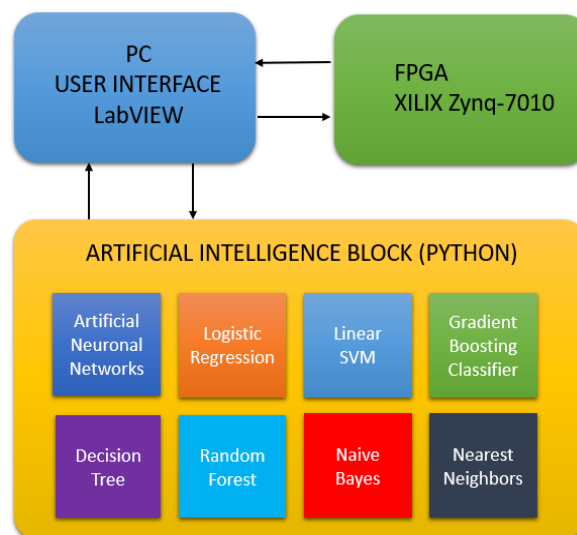 PC
USER INTERFACE
LabVIEW
FPGA
XILIX Zynq-7010
ARTIFICIAL INTELLIGENCE BLOCK (PYTHON)
Artificial
Neuronal
Networks
Logistic
Regression
Linear
SVM
Gradient
Boosting
Classifier
Decision
Tree
Random
Forest
Naive
Bayes
Nearest
Neighbors